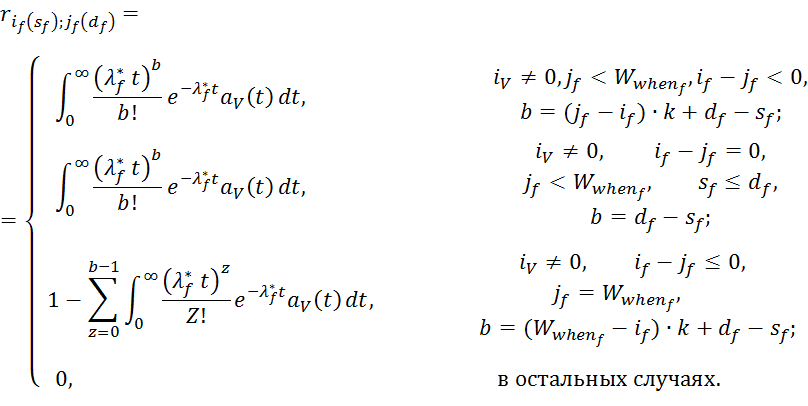 r_{i_f(s_f);j_f(d_f)} =
= { ∫_0^∞ (λ_f^* t)^b / b! e^{-λ_f^* t} a_V(t) dt, i_V ≠ 0, j_f < W_{when_f}, i_f − j_f < 0,
b = (j_f − i_f) · k + d_f − s_f;
∫_0^∞ (λ_f^* t)^b / b! e^{-λ_f^* t} a_V(t) dt, i_V ≠ 0, i_f − j_f = 0,
j_f < W_{when_f}, s_f ≤ d_f,
b = d_f − s_f;
1 − ∑_{z=0}^{b−1} ∫_0^∞ (λ_f^* t)^z / Z! e^{-λ_f^* t} a_V(t) dt, i_V ≠ 0, i_f − j_f ≤ 0,
j_f = W_{when_f},
b = (W_{when_f} − i_f) · k + d_f − s_f;
0, в остальных случаях.